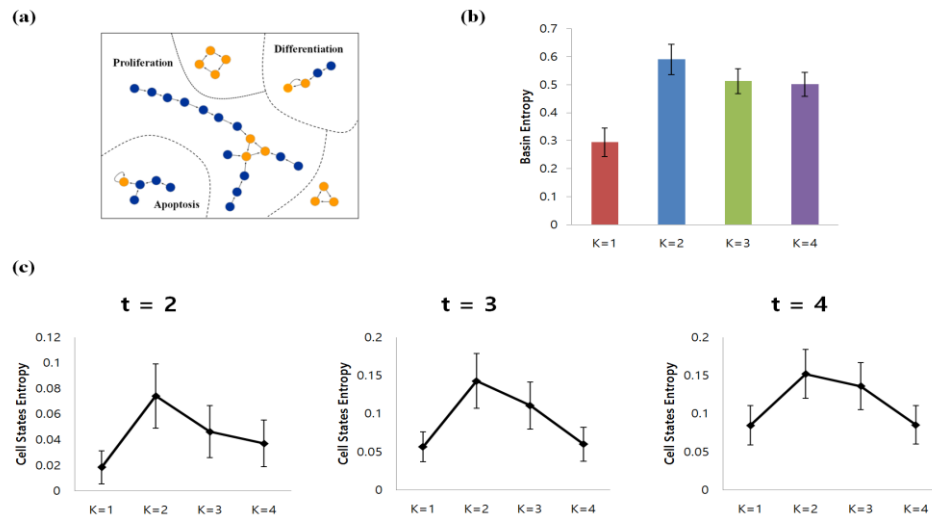 (a)
Proliferation
Differentiation
Apoptosis
(b)
Basin Entropy
0.7
0.6
0.5
0.4
0.3
0.2
0.1
0
K=1 K=2 K=3 K=4
(c)
t = 2
Cell States Entropy
0.12
0.1
0.08
0.06
0.04
0.02
0
K=1 K=2 K=3 K=4
t = 3
Cell States Entropy
0.2
0.15
0.1
0.05
0
K=1 K=2 K=3 K=4
t = 4
Cell States Entropy
0.2
0.15
0.1
0.05
0
K=1 K=2 K=3 K=4